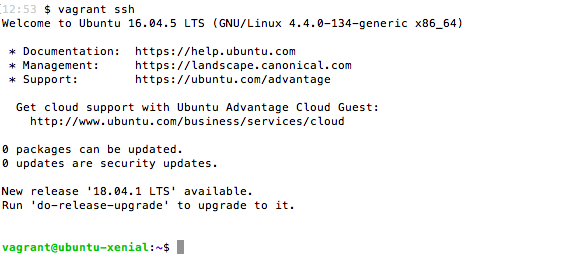 [12:53 $ vagrant ssh
Welcome to Ubuntu 16.04.5 LTS (GNU/Linux 4.4.0-134-generic x86_64)
* Documentation:  https://help.ubuntu.com
* Management:     https://landscape.canonical.com
* Support:        https://ubuntu.com/advantage
Get cloud support with Ubuntu Advantage Cloud Guest:
http://www.ubuntu.com/business/services/cloud
0 packages can be updated.
0 updates are security updates.
New release '18.04.1 LTS' available.
Run 'do-release-upgrade' to upgrade to it.
vagrant@ubuntu-xenial:~$